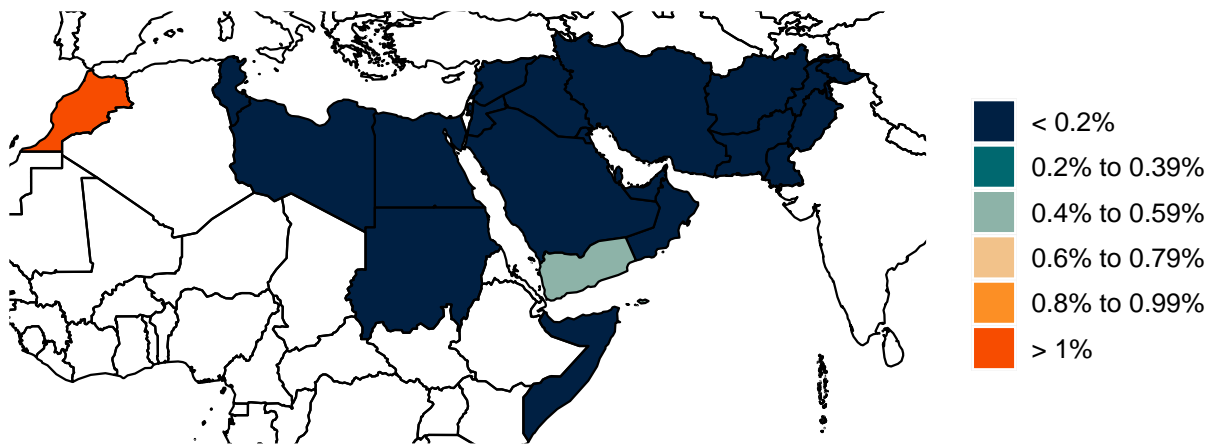 < 0.2%
0.2% to 0.39%
0.4% to 0.59%
0.6% to 0.79%
0.8% to 0.99%
> 1%